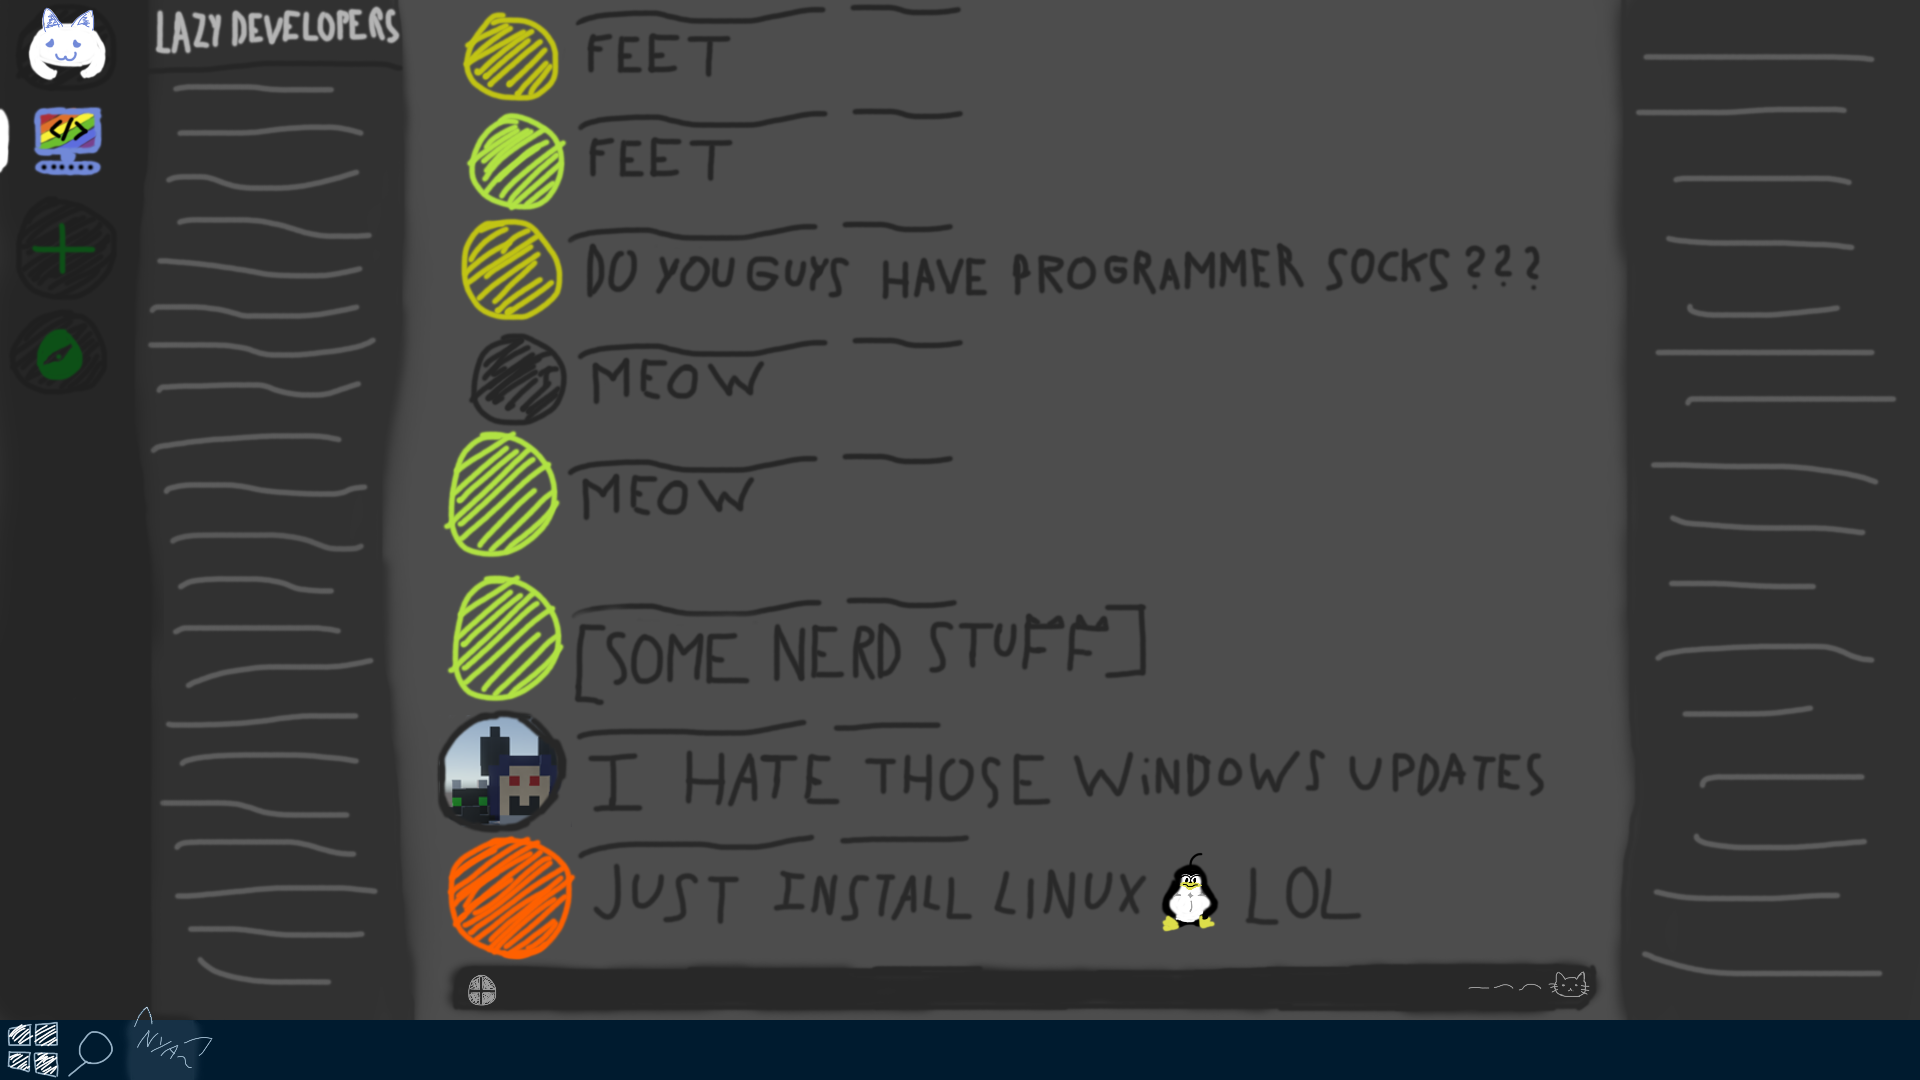 LAZY DEVELOPERS
</>
FEET
FEET
DO YOU GUYS HAVE PROGRAMMER SOCKS???
MEOW
MEOW
[SOME NERD STUFF]
I HATE THOSE WINDOWS UPDATES
JUST INSTALL LINUX LOL
NYA~